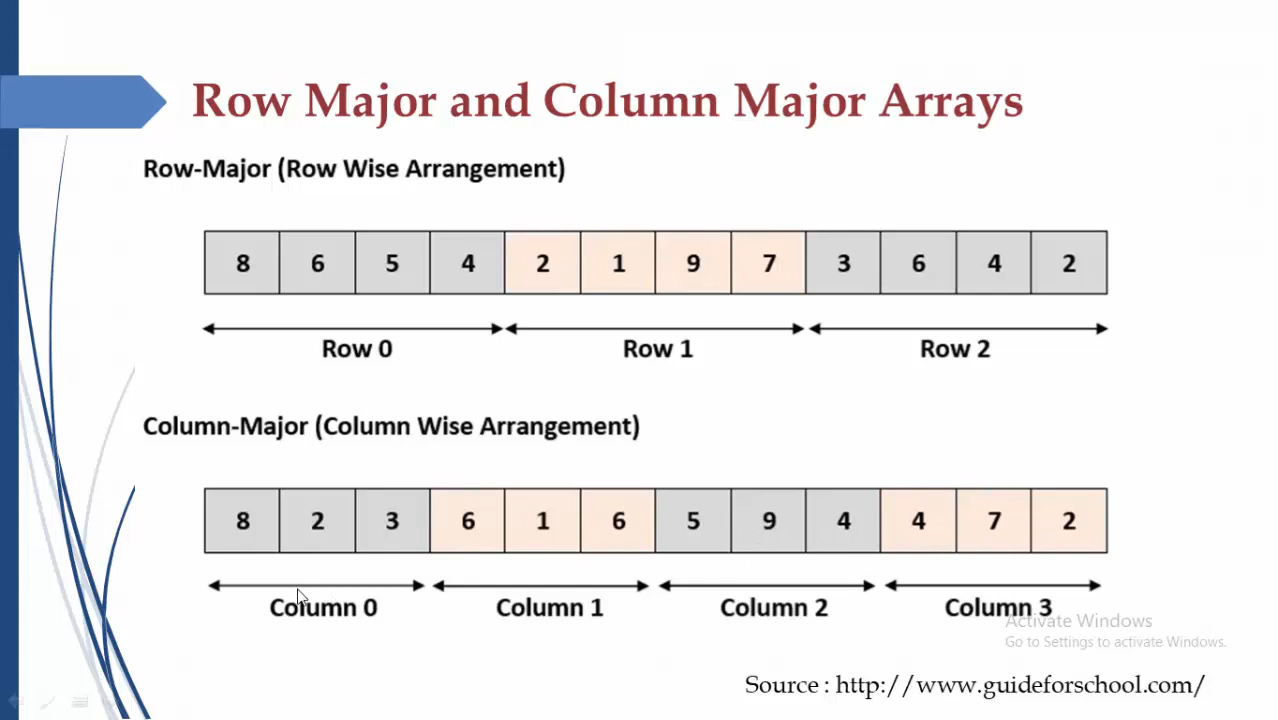 Row Major and Column Major Arrays
Row-Major (Row Wise Arrangement)
8 6 5 4 2 1 9 7 3 6 4 2
Row 0 Row 1 Row 2
Column-Major (Column Wise Arrangement)
8 2 3 6 1 6 5 9 4 4 7 2
Column 0 Column 1 Column 2 Column 3
Activate Windows
Go to Settings to activate Windows.
Source : http://www.guideforschool.com/